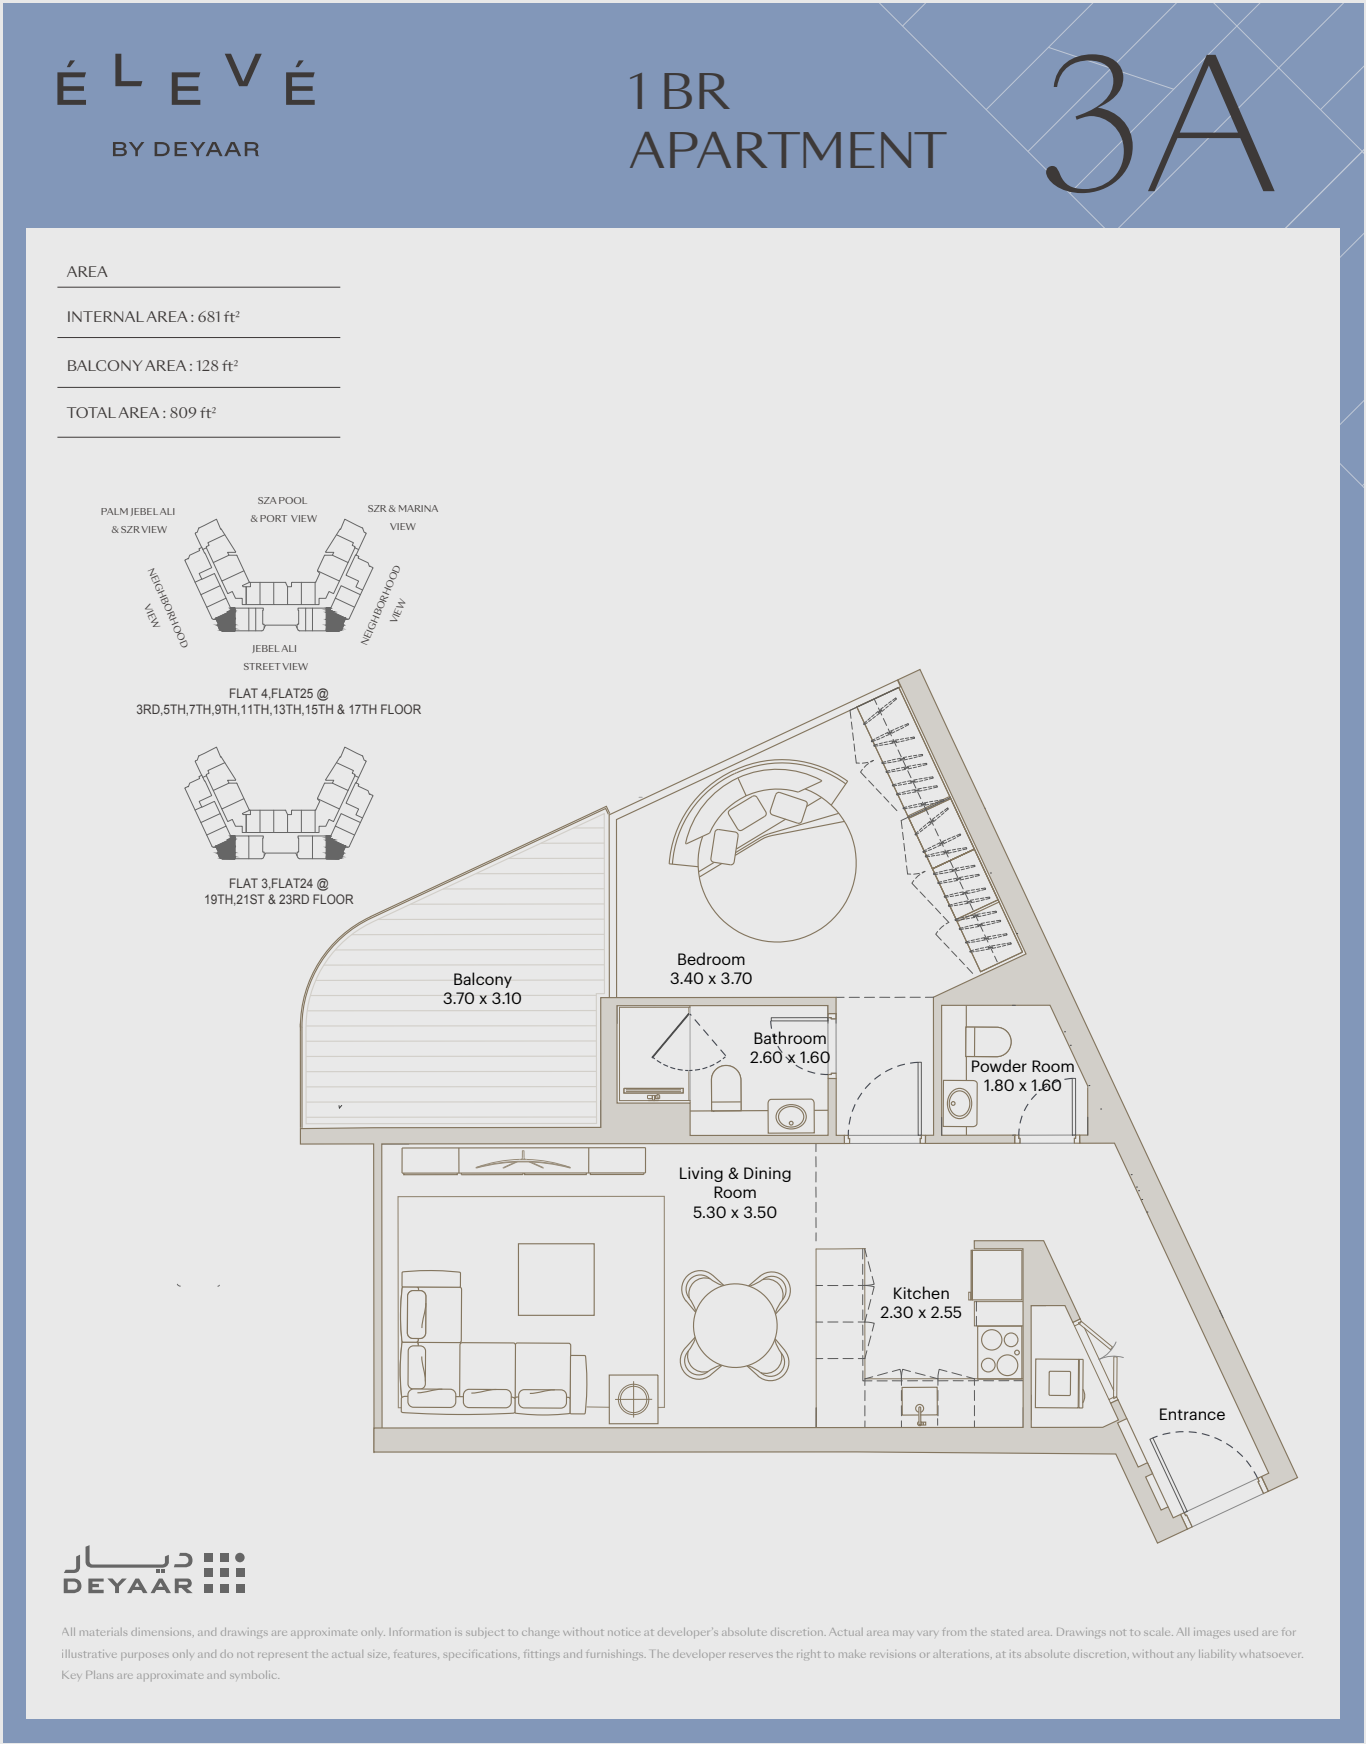 ÉLEVÉ
BY DEYAAR
1 BR
APARTMENT
3A
AREA
INTERNAL AREA : 681 ft²
BALCONY AREA : 128 ft²
TOTAL AREA : 809 ft²
PALM JEBEL ALI
& SZR VIEW
SZA POOL
& PORT VIEW
SZR & MARINA
VIEW
NEIGHBORHOOD
VIEW
NEIGHBORHOOD
VIEW
JEBEL ALI
STREET VIEW
FLAT 4,FLAT25 @
3RD,5TH,7TH,9TH,11TH,13TH,15TH & 17TH FLOOR
FLAT 3,FLAT24 @
19TH,21ST & 23RD FLOOR
Balcony
3.70 x 3.10
Bedroom
3.40 x 3.70
Bathroom
2.60 x 1.60
Powder Room
1.80 x 1.60
Living & Dining
Room
5.30 x 3.50
Kitchen
2.30 x 2.55
Entrance
ديار
DEYAAR
All materials dimensions, and drawings are approximate only. Information is subject to change without notice at developer's absolute discretion. Actual area may vary from the stated area. Drawings not to scale. All images used are for
illustrative purposes only and do not represent the actual size, features, specifications, fittings and furnishings. The developer reserves the right to make revisions or alterations, at its absolute discretion, without any liability whatsoever.
Key Plans are approximate and symbolic.